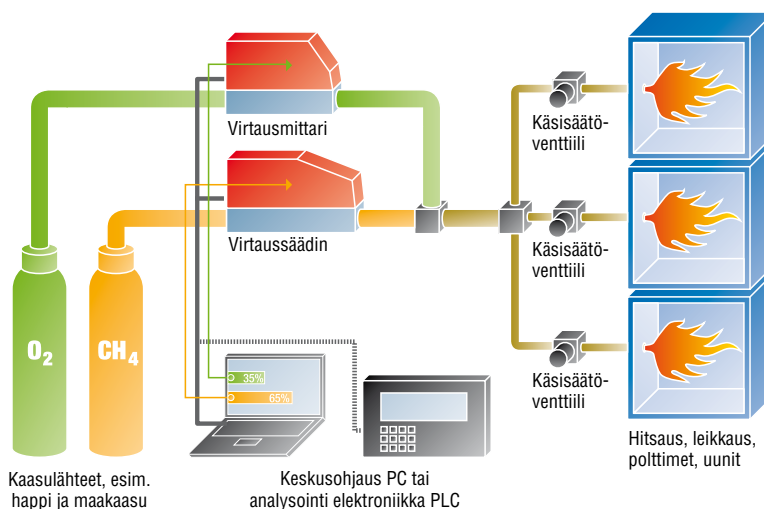 Virtausmittari
Virtaussäädin
Käsisäätö-
venttiili
Käsisäätö-
venttiili
Käsisäätö-
venttiili
O2
CH4
35%
65%
Kaasulähteet, esim.
happi ja maakaasu
Keskusohjaus PC tai
analysointi elektroniikka PLC
Hitsaus, leikkaus,
polttimet, uunit